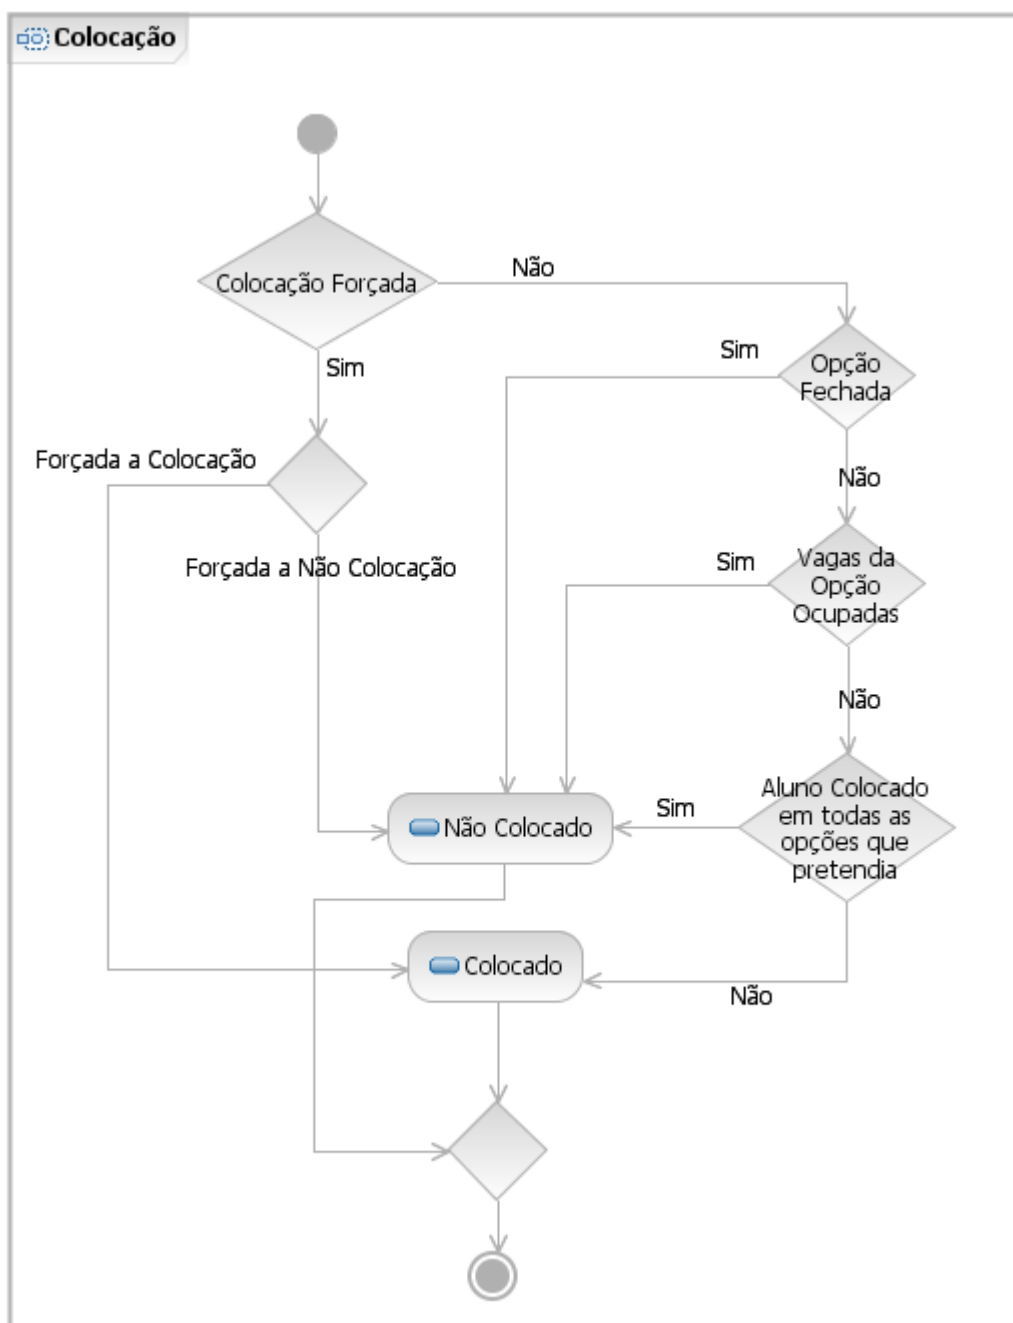 Colocação
Colocação Forçada
Não
Sim
Sim
Opção
Fechada
Forçada a Colocação
Não
Forçada a Não Colocação
Sim
Vagas da
Opção
Ocupadas
Não
Não Colocado
Sim
Aluno Colocado
em todas as
opções que
pretendia
Colocado
Não